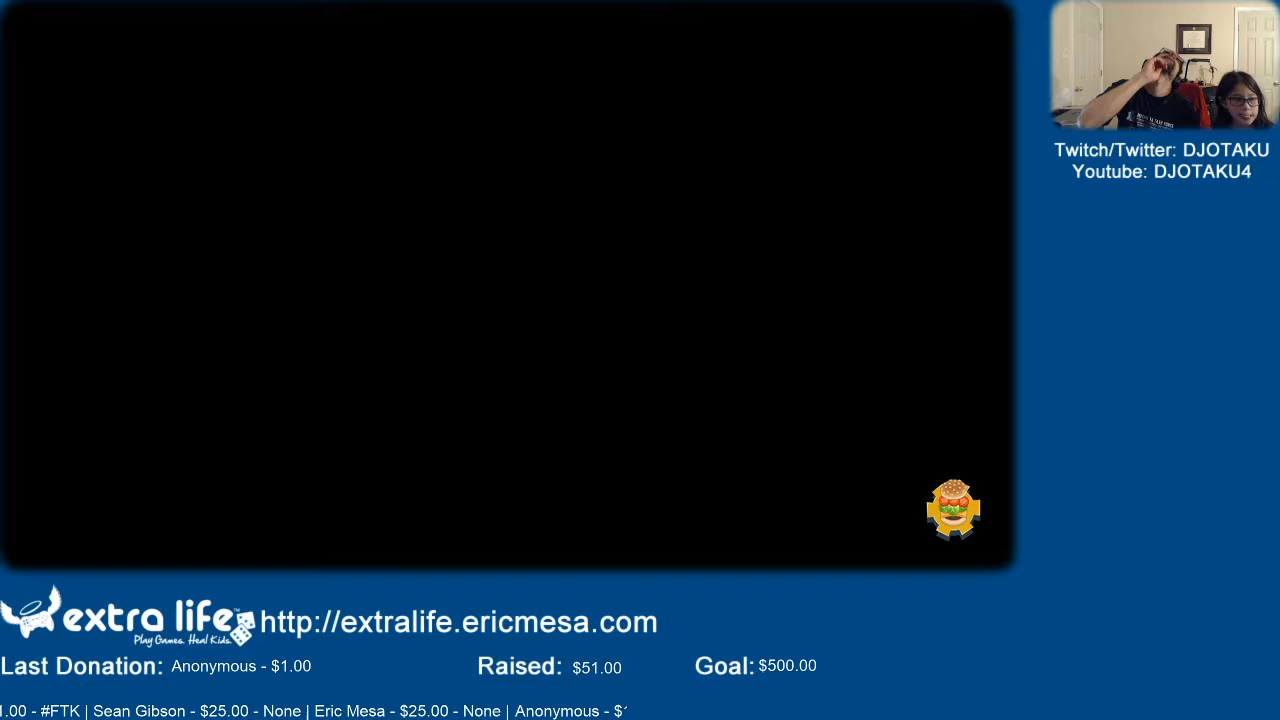 Twitch/Twitter: DJOTAKU
Youtube: DJOTAKU4
extra life
Play Games. Heal Kids.
http://extralife.ericmesa.com
Last Donation: Anonymous - $1.00
Raised: $51.00
Goal: $500.00
1.00 - #FTK | Sean Gibson - $25.00 - None | Eric Mesa - $25.00 - None | Anonymous - $